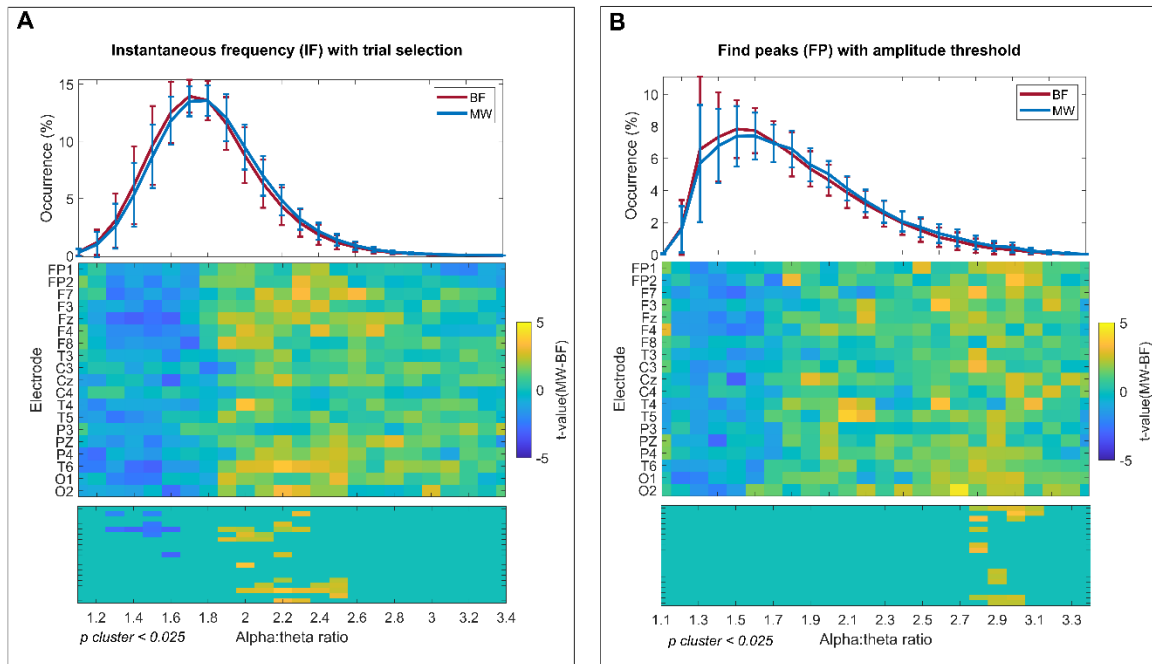 A
Instantaneous frequency (IF) with trial selection
15
10
5
0
Occurrence (%)
BF
MW
FP1
FP2
F7
F3
Fz
F4
F8
T3
C3
Cz
C4
T4
T5
P3
PZ
P4
T6
O1
O2
Electrode
5
0
-5
t-value(MW-BF)
1.2 1.4 1.6 1.8 2 2.2 2.4 2.6 2.8 3 3.2 3.4
p cluster < 0.025
Alpha:theta ratio
B
Find peaks (FP) with amplitude threshold
10
8
6
4
2
0
Occurrence (%)
BF
MW
FP1
FP2
F7
F3
Fz
F4
F8
T3
C3
Cz
C4
T4
T5
P3
PZ
P4
T6
O1
O2
Electrode
5
0
-5
t-value(MW-BF)
1.1 1.3 1.5 1.7 1.9 2.1 2.3 2.5 2.7 2.9 3.1 3.3
p cluster < 0.025
Alpha:theta ratio